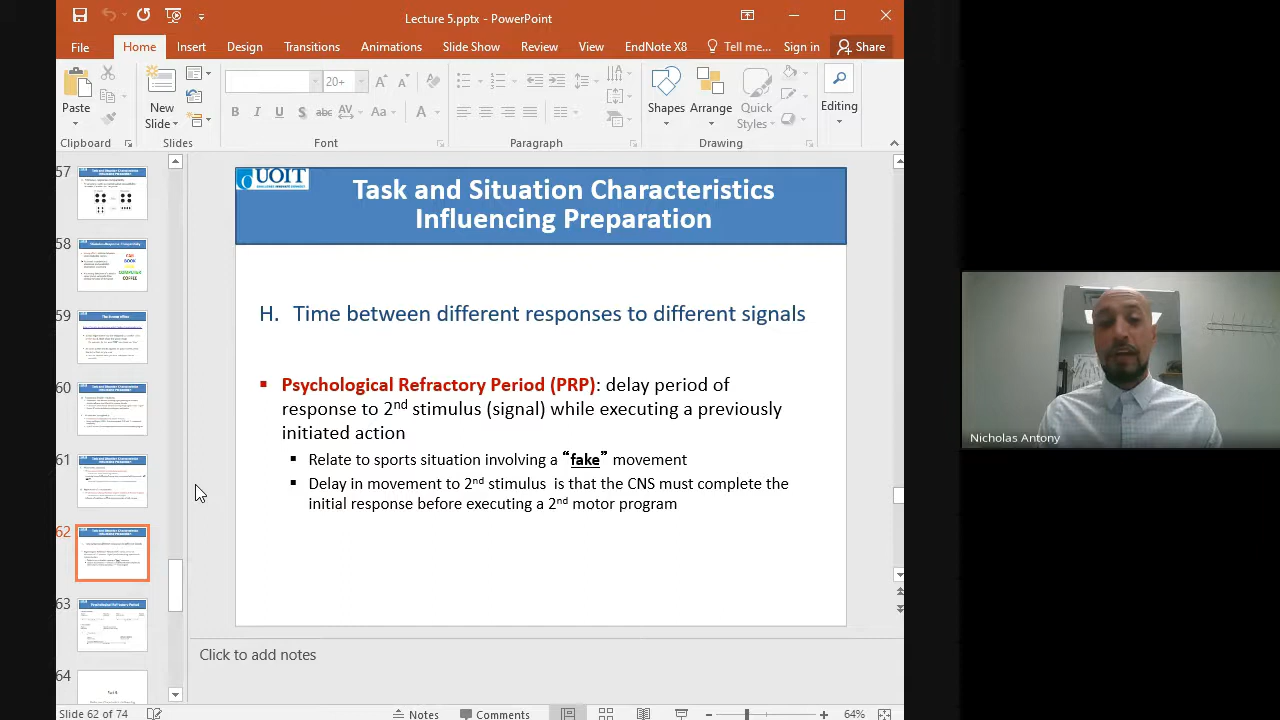 Lecture 5.pptx - PowerPoint
File Home Insert Design Transitions Animations Slide Show Review View EndNote X8 Tell me... Sign in Share
20+
Paste
New
Slide
Shapes Arrange Quick
Styles
Editing
B I U S abc AV Aa A
Clipboard Slides Font Paragraph Drawing
57
58
59
60
61
62
63
64
UOIT
Task and Situation Characteristics
Influencing Preparation
H. Time between different responses to different signals
Psychological Refractory Period (PRP): delay period of
response to 2nd stimulus (signal) while executing a previously
initiated action
Relate to sports situation involving “fake” movement
Delay in movement to 2nd stimulus is that the CNS must complete the
initial response before executing a 2nd motor program
Click to add notes
Slide 62 of 74 Notes Comments 64%
Nicholas Antony